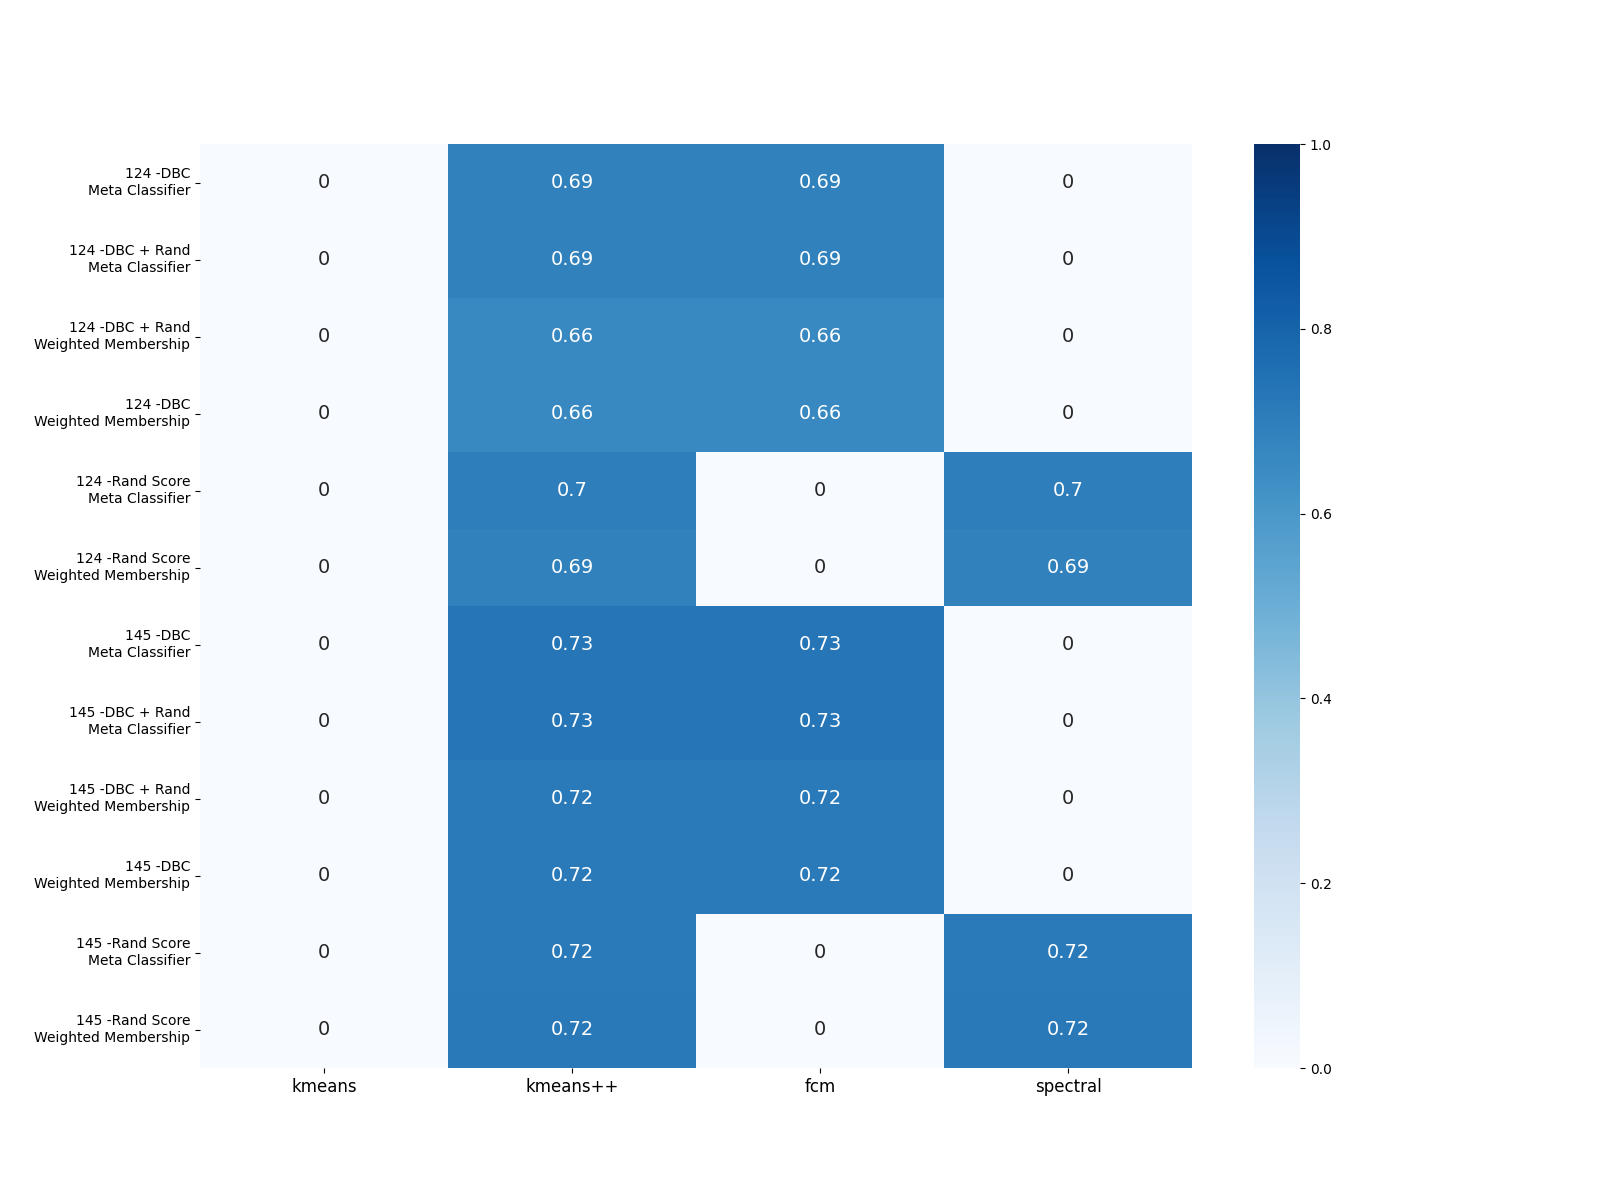 124 -DBC
Meta Classifier
0 0.69 0.69 0
124 -DBC + Rand
Meta Classifier
0 0.69 0.69 0
124 -DBC + Rand
Weighted Membership
0 0.66 0.66 0
124 -DBC
Weighted Membership
0 0.66 0.66 0
124 -Rand Score
Meta Classifier
0 0.7 0 0.7
124 -Rand Score
Weighted Membership
0 0.69 0 0.69
145 -DBC
Meta Classifier
0 0.73 0.73 0
145 -DBC + Rand
Meta Classifier
0 0.73 0.73 0
145 -DBC + Rand
Weighted Membership
0 0.72 0.72 0
145 -DBC
Weighted Membership
0 0.72 0.72 0
145 -Rand Score
Meta Classifier
0 0.72 0 0.72
145 -Rand Score
Weighted Membership
0 0.72 0 0.72
kmeans kmeans++ fcm spectral
1.0
0.8
0.6
0.4
0.2
0.0